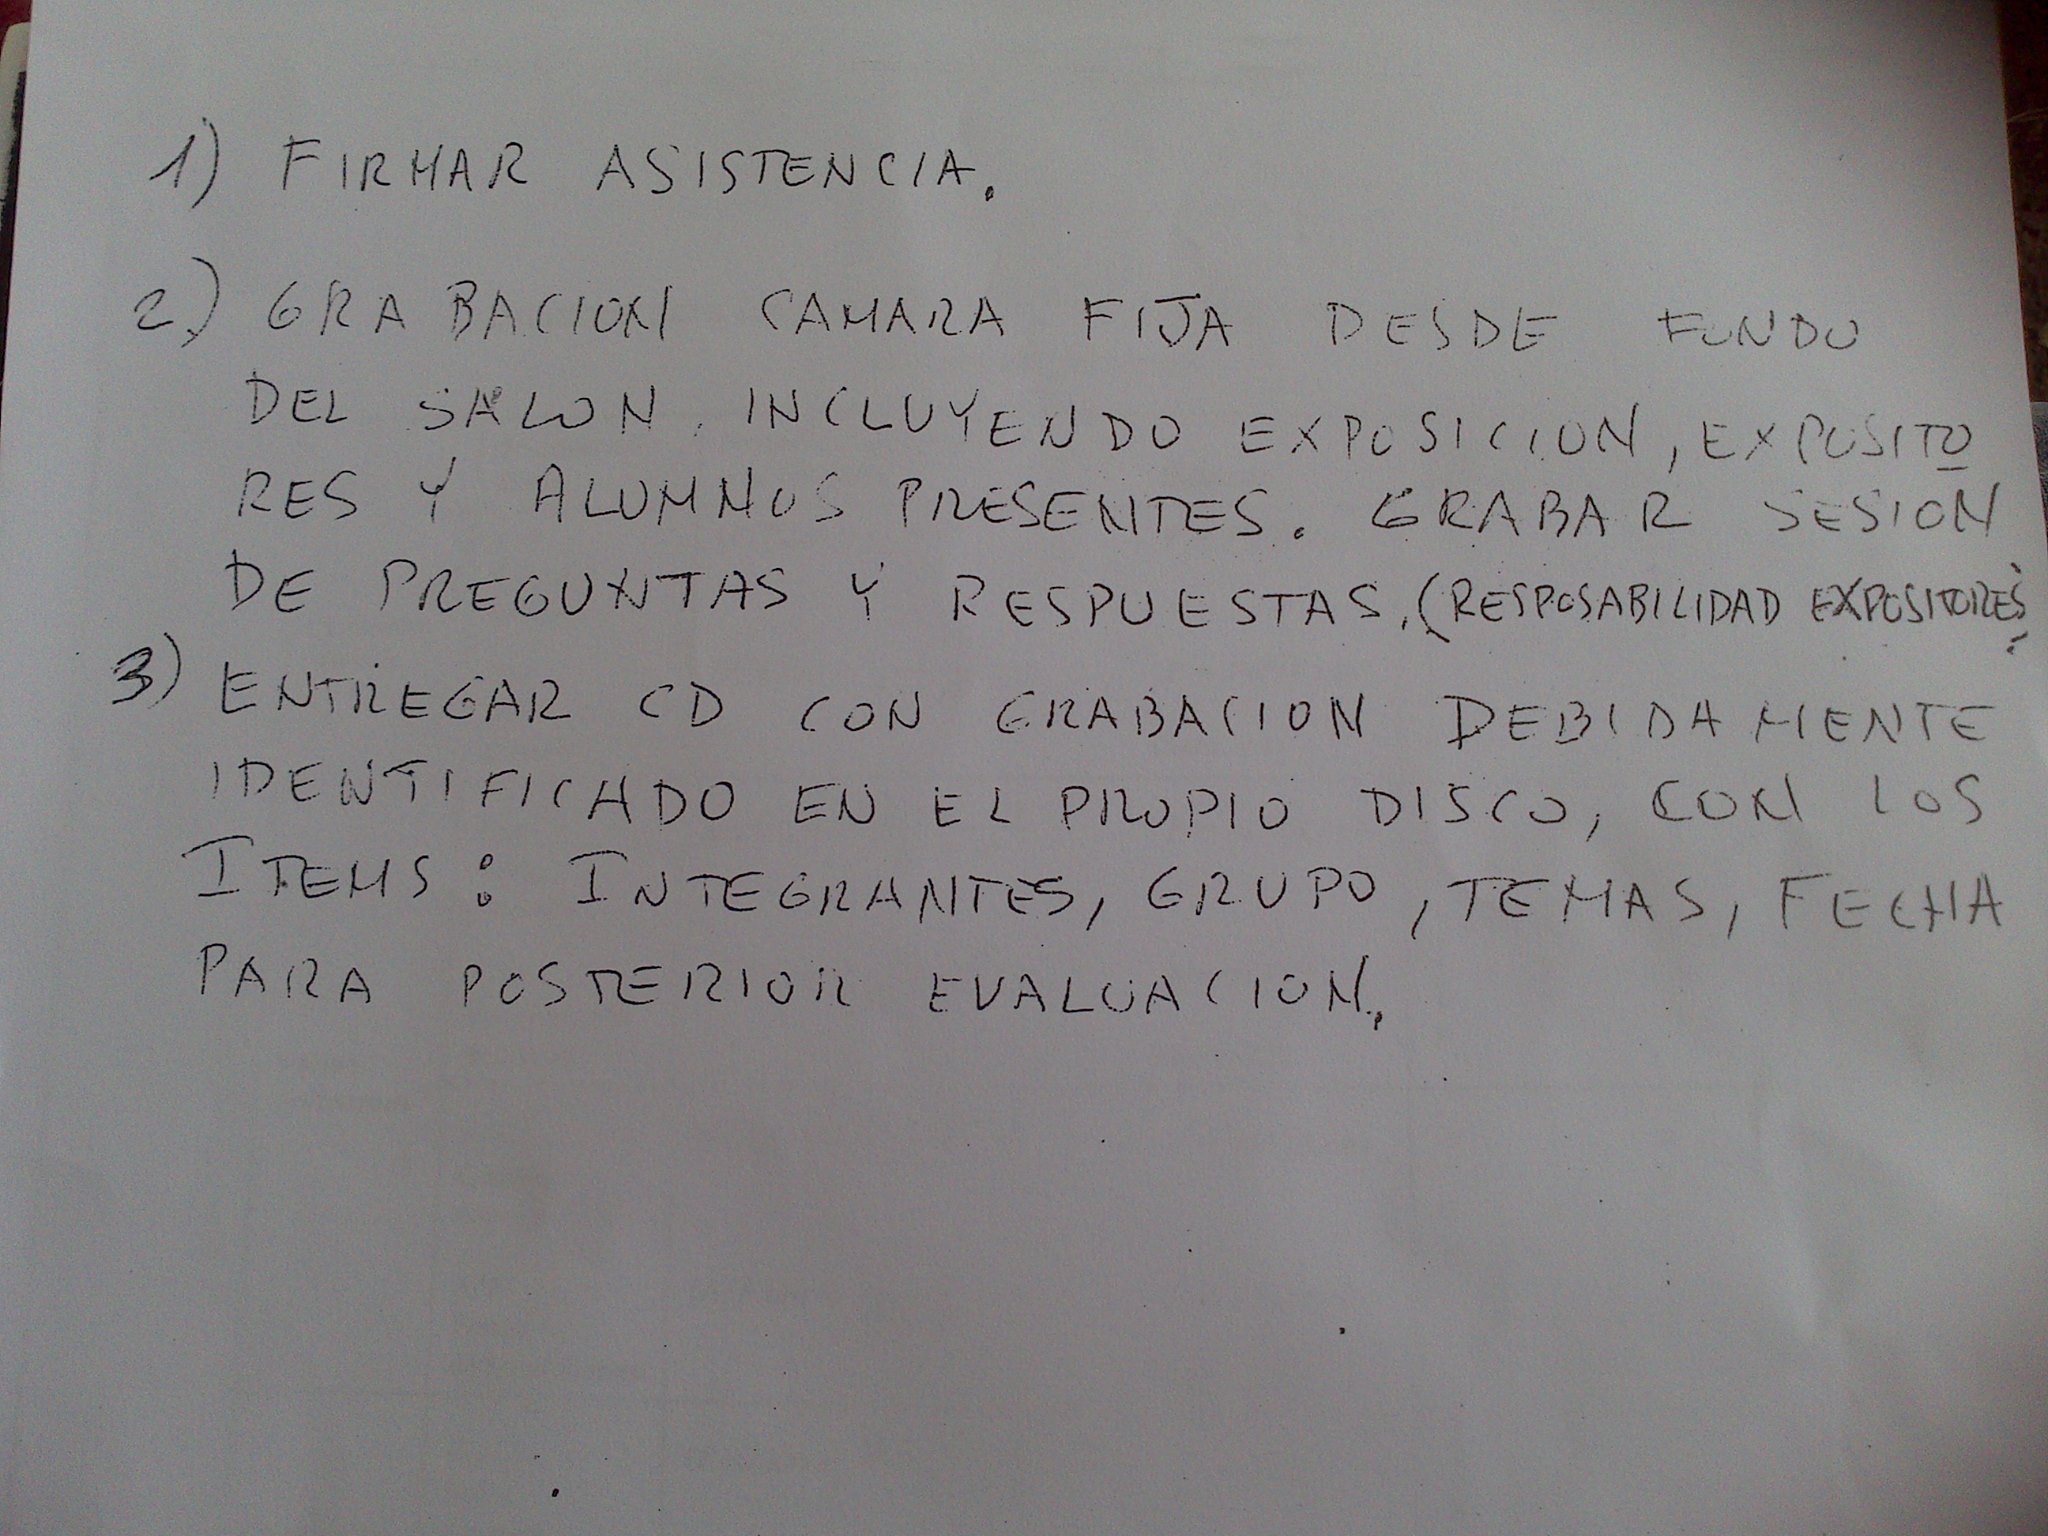 1) FIRMAR ASISTENCIA.
2) GRABACION CAMARA FIJA DESDE FONDO
DEL SALON, INCLUYENDO EXPOSICION, EXPOSITO
RES Y ALUMNOS PRESENTES. GRABAR SESION
DE PREGUNTAS Y RESPUESTAS. (RESPOSABILIDAD EXPOSITORES)
3) ENTREGAR CD CON GRABACION DEBIDAMENTE
IDENTIFICADO EN EL PROPIO DISCO, CON LOS
ITEMS: INTEGRANTES, GRUPO, TEMAS, FECHA
PARA POSTERIOR EVALUACION.